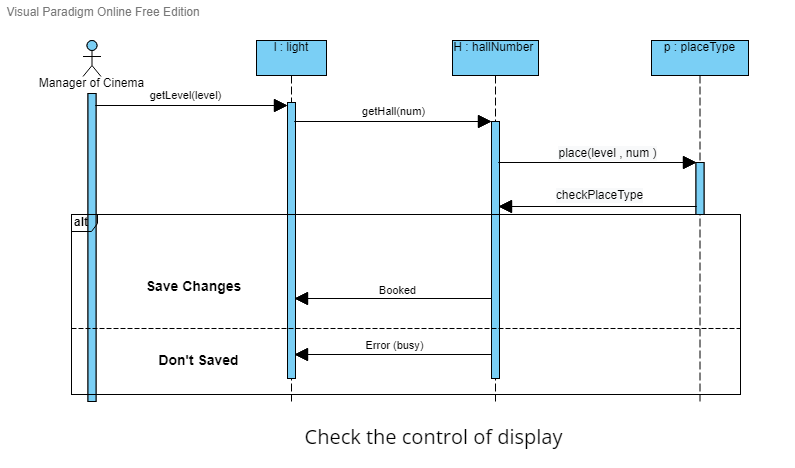 Visual Paradigm Online Free Edition
l : light
H : hallNumber
p : placeType
Manager of Cinema
getLevel(level)
getHall(num)
place(level , num )
checkPlaceType
alt
Save Changes
Booked
Error (busy)
Don't Saved
Check the control of display